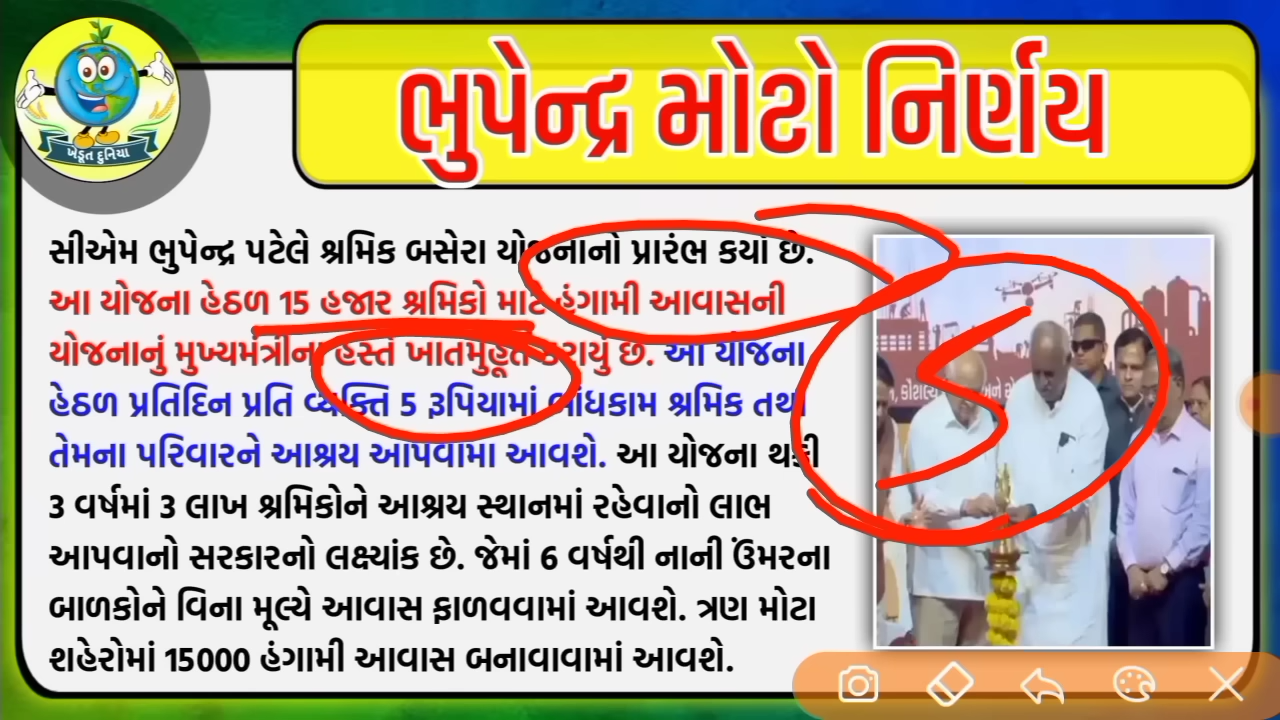 ખેડૂત દુનિયા
ભુપેન્દ્ર મોટો નિર્ણય
સીએમ ભુપેન્દ્ર પટેલે શ્રમિક બસેરા યોજનાનો પ્રારંભ કર્યો છે.
આ યોજના હેઠળ 15 હજાર શ્રમિકો માટે હંગામી આવાસની
યોજનાનું મુખ્યમંત્રીના હસ્તે ખાતમુહૂર્ત કરાયું છે. આ યોજના
હેઠળ પ્રતિદિન પ્રતિ વ્યક્તિ 5 રૂપિયામાં બાંધકામ શ્રમિક તથા
તેમના પરિવારને આશ્રય આપવામાં આવશે. આ યોજના થકી
3 વર્ષમાં 3 લાખ શ્રમિકોને આશ્રય સ્થાનમાં રહેવાનો લાભ
આપવાનો સરકારનો લક્ષ્યાંક છે. જેમાં 6 વર્ષથી નાની ઉંમરના
બાળકોને વિના મૂલ્યે આવાસ ફાળવવામાં આવશે. ત્રણ મોટા
શહેરોમાં 15000 હંગામી આવાસ બનાવાવામાં આવશે.